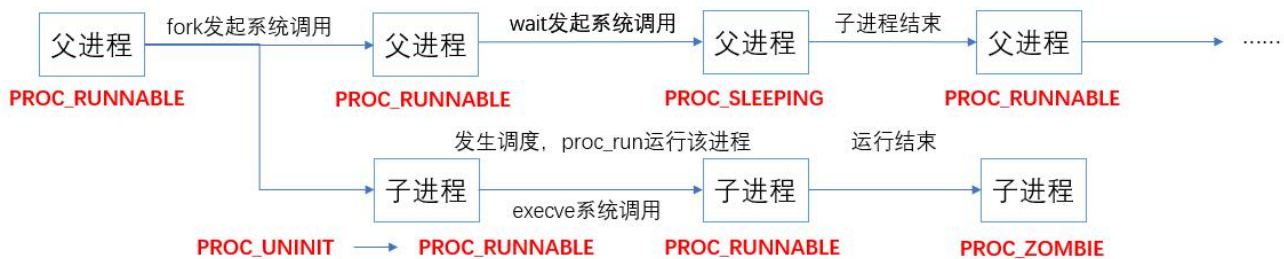 父进程 fork发起系统调用 父进程 wait发起系统调用 父进程 子进程结束 父进程 ......
PROC_RUNNABLE PROC_RUNNABLE PROC_SLEEPING PROC_RUNNABLE
发生调度，proc_run运行该进程 运行结束
子进程 子进程 子进程
execve系统调用
PROC_UNINIT PROC_RUNNABLE PROC_RUNNABLE PROC_ZOMBIE